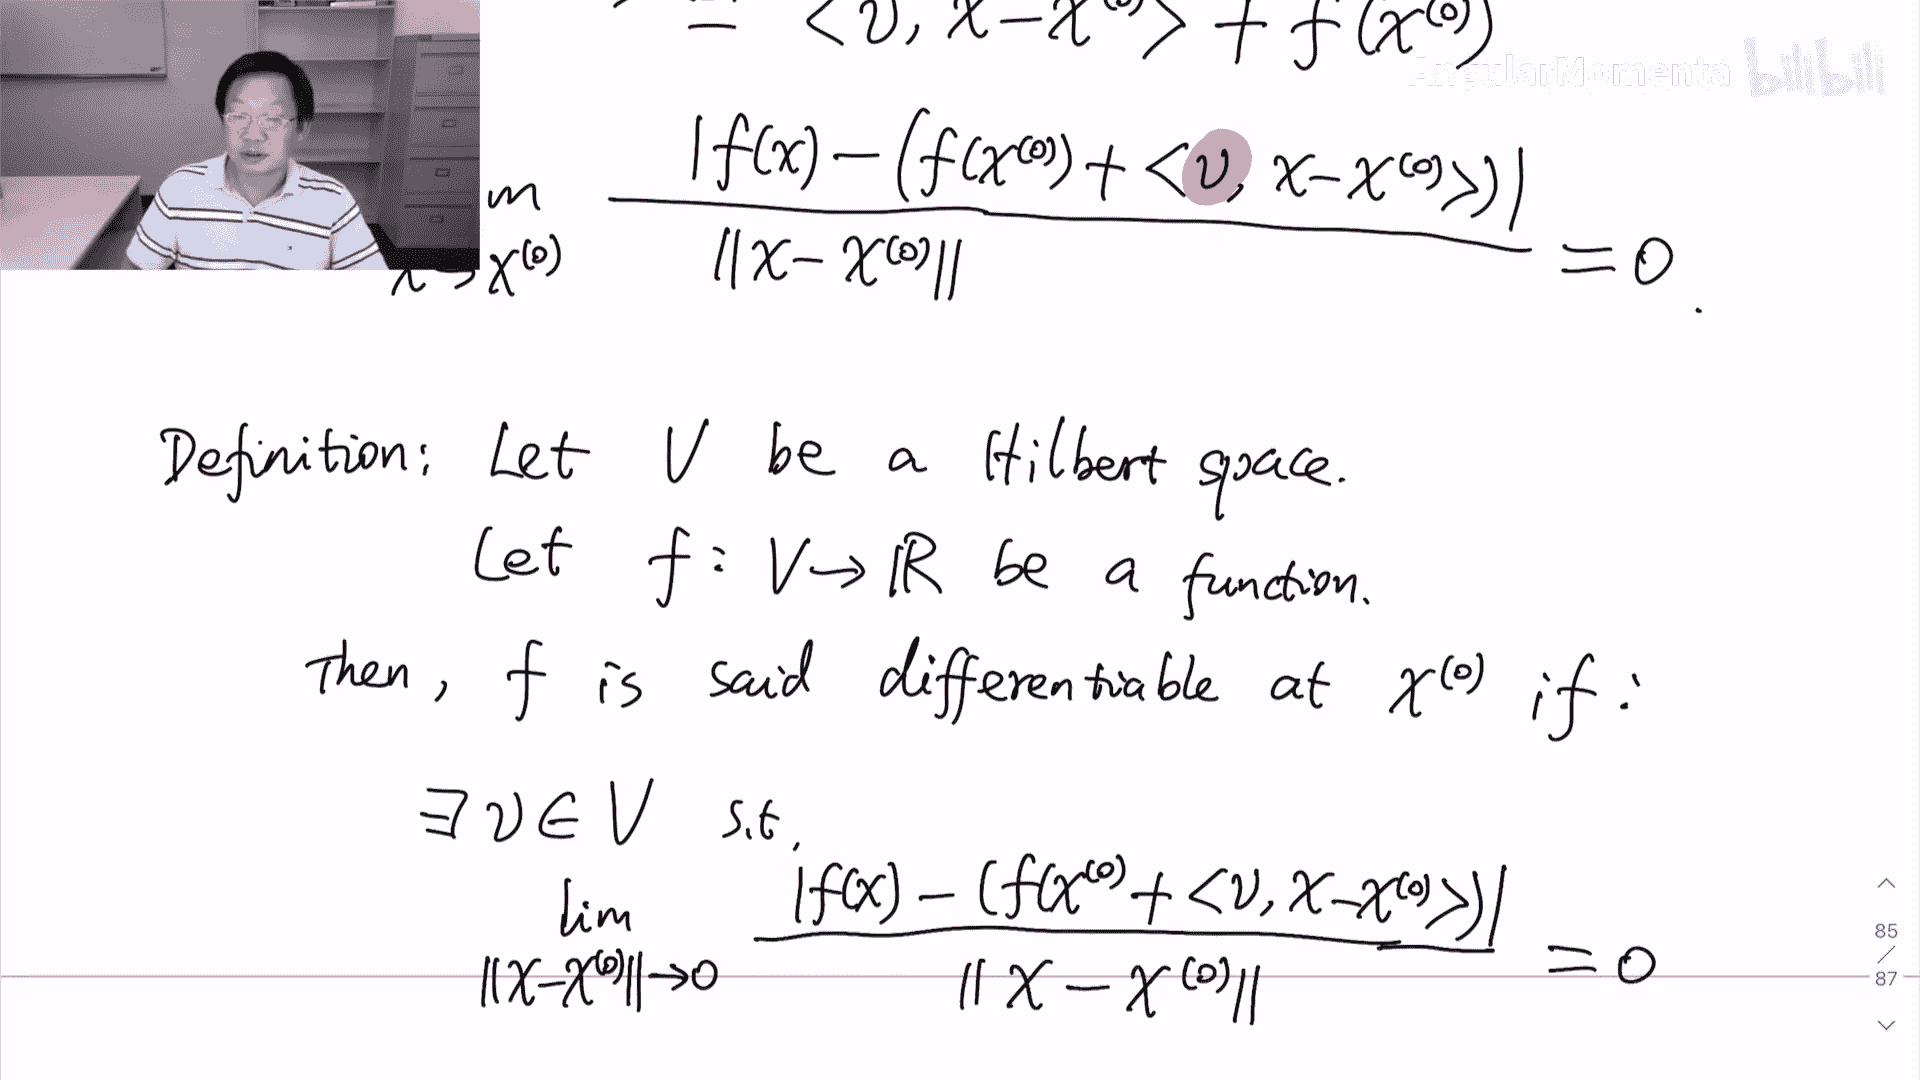 = <v, x-x^(0)> + f(x^(0))
AngularMomenta bilibili
|f(x) - (f(x^(0)) + <v, x-x^(0)>)|
m
x→x^(0)
||x - x^(0)||
= 0.
Definition: Let V be a Hilbert space.
Let f: V→ℝ be a function.
Then, f is said differentiable at x^(0) if:
∃ v ∈ V s.t.
|f(x) - (f(x^(0) + <v, x-x^(0)>)|
lim
||x-x^(0)||→0
||x - x^(0)||
= 0
85
/
87